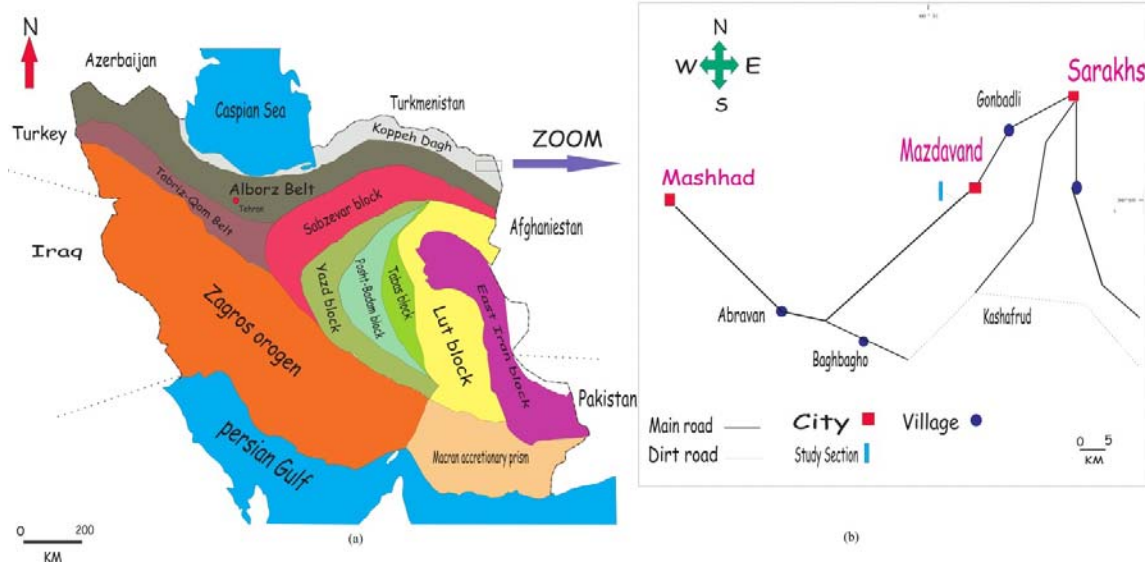 N
Azerbaijan
Caspian Sea
Turkmenistan
Koppeh Dagh
Turkey
ZOOM
Alborz Belt
Tehran
Tabriz-Qom Belt
Sabzevar block
Afghaniestan
Iraq
Yazd block
Posht-Badam block
Tabas block
Zagros orogen
Lut block
East Iran block
Pakistan
persian Gulf
Macran accretionary prism
0 200
KM
(a)
N
W E
S
Sarakhs
Gonbadli
Mazdavand
Mashhad
Abravan
Kashafrud
Baghbagho
Main road
City
Village
Dirt road
Study Section
0 5
KM
(b)